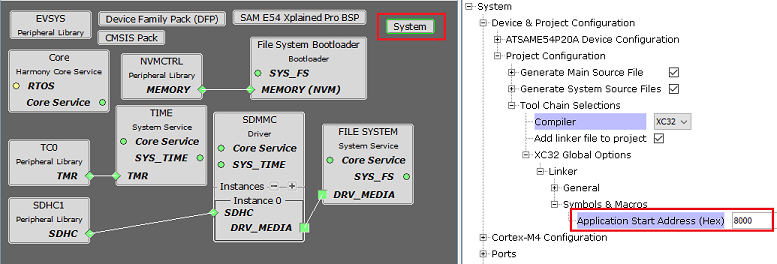 EVSYS
Peripheral Library
Device Family Pack (DFP)
CMSIS Pack
SAM E54 Xplained Pro BSP
System
Core
Harmony Core Service
RTOS
Core Service
NVMCTRL
Peripheral Library
MEMORY
File System Bootloader
Bootloader
SYS_FS
MEMORY (NVM)
TIME
System Service
Core Service
SYS_TIME
TMR
TC0
Peripheral Library
TMR
SDMMC
Driver
Core Service
SYS_TIME
Instances
Instance 0
SDHC
DRV_MEDIA
FILE SYSTEM
System Service
Core Service
SYS_FS
DRV_MEDIA
SDHC1
Peripheral Library
SDHC
System
Device & Project Configuration
ATSAME54P20A Device Configuration
Project Configuration
Generate Main Source File
Generate System Source Files
Tool Chain Selections
Compiler XC32
Add linker file to project
XC32 Global Options
Linker
General
Symbols & Macros
Application Start Address (Hex) 8000
Cortex-M4 Configuration
Ports